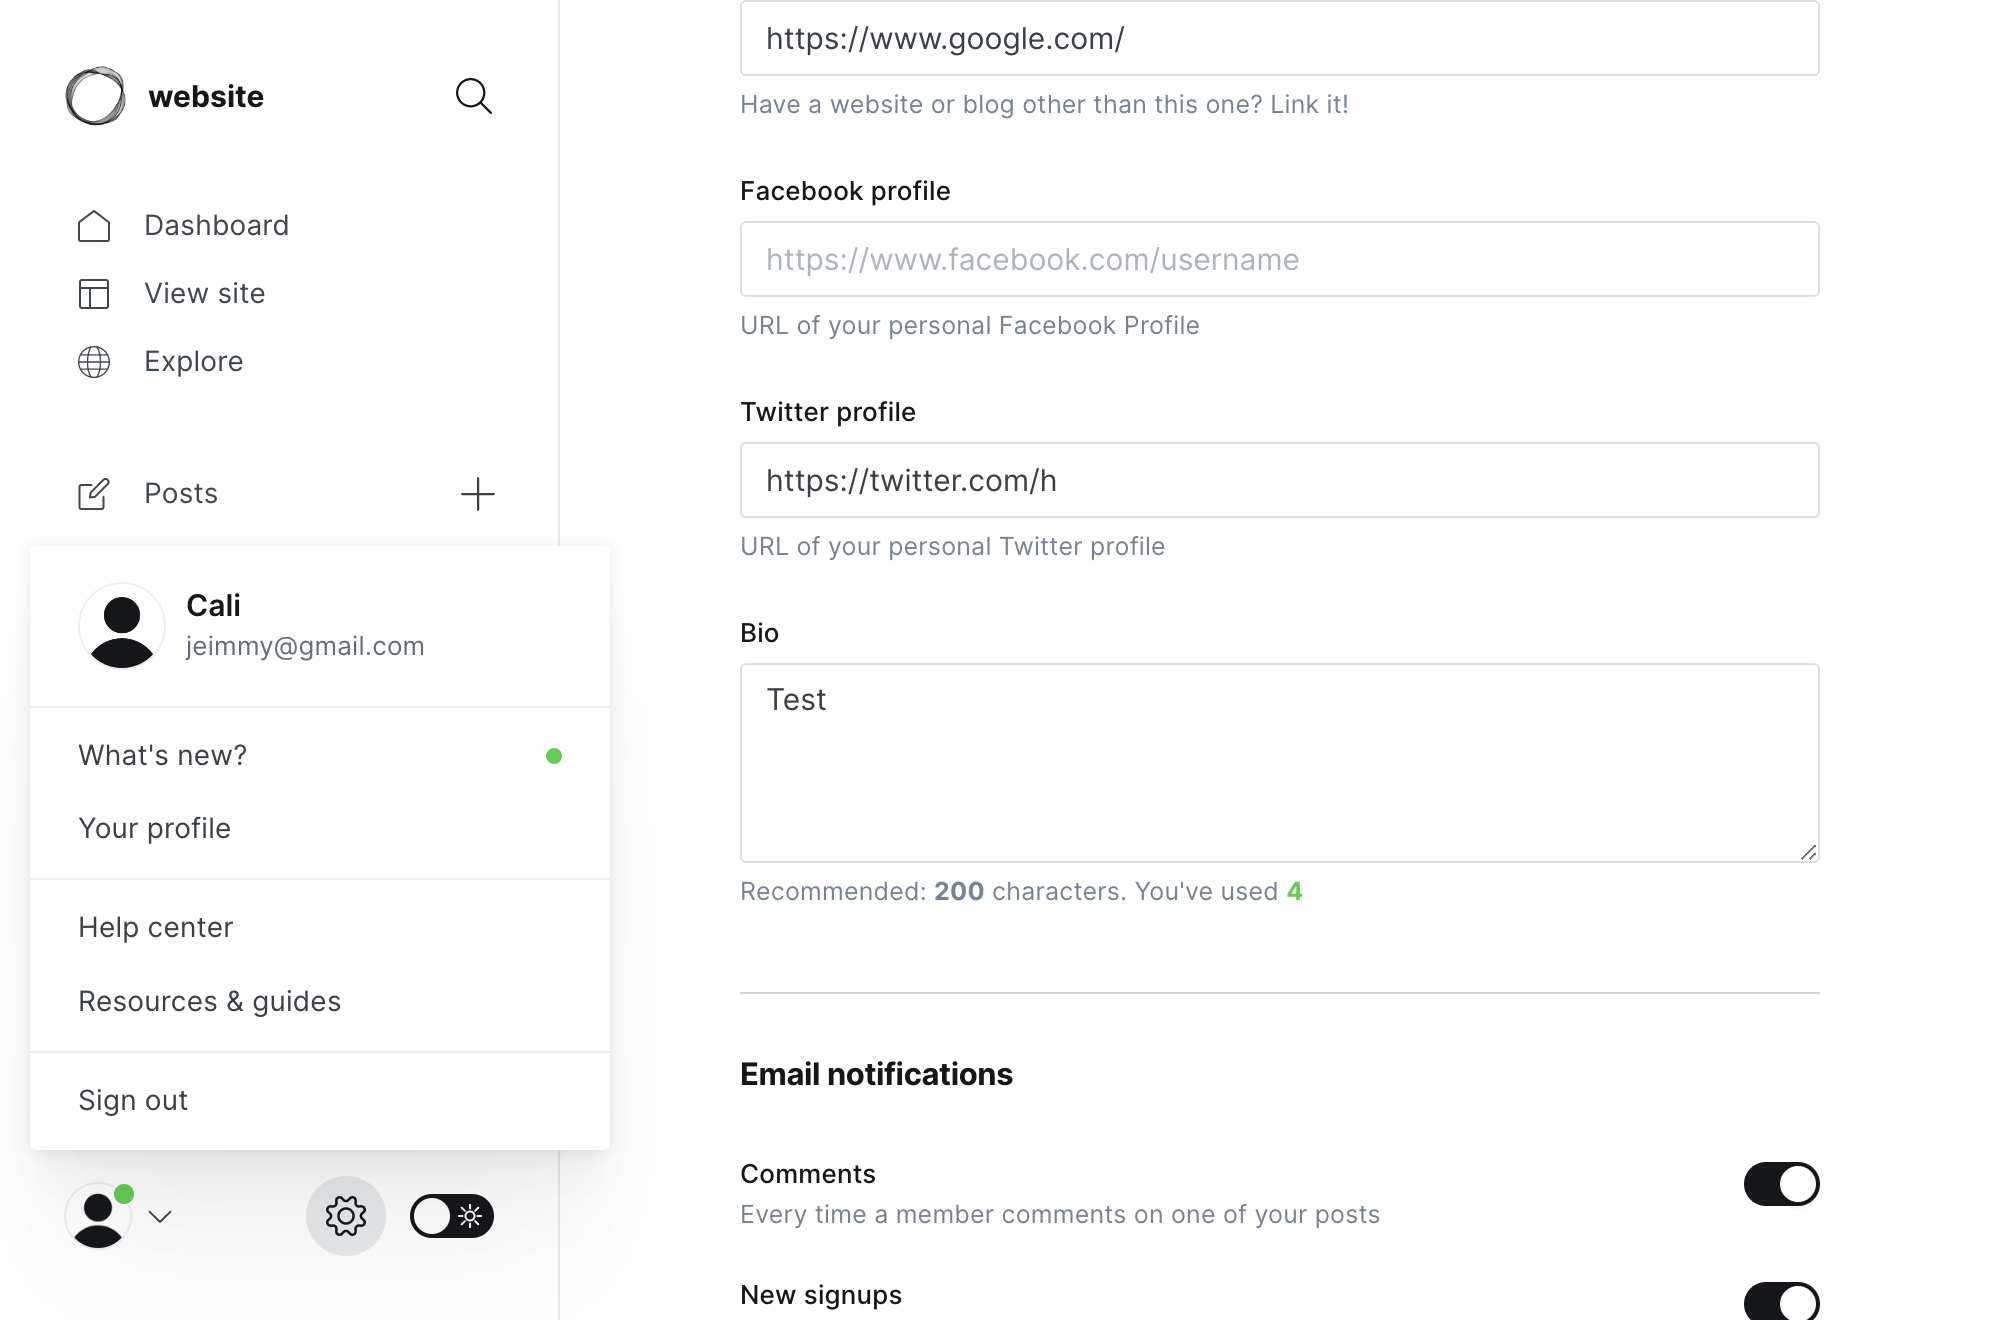 website
Dashboard
View site
Explore
Posts
Cali
jeimmy@gmail.com
What's new?
Your profile
Help center
Resources & guides
Sign out
https://www.google.com/
Have a website or blog other than this one? Link it!
Facebook profile
https://www.facebook.com/username
URL of your personal Facebook Profile
Twitter profile
https://twitter.com/h
URL of your personal Twitter profile
Bio
Test
Recommended: 200 characters. You've used 4
Email notifications
Comments
Every time a member comments on one of your posts
New signups